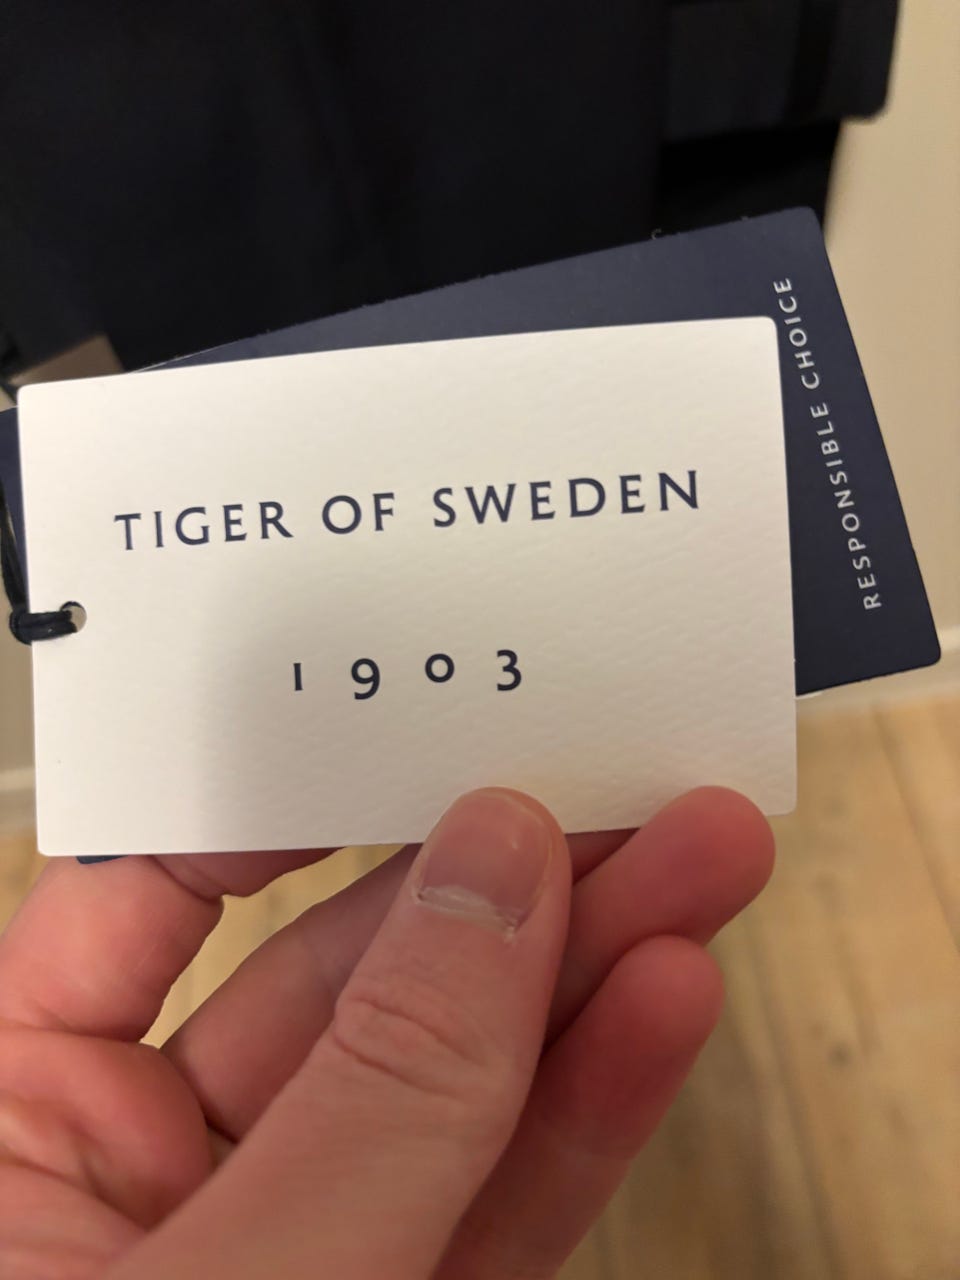 TIGER OF SWEDEN
1903
RESPONSIBLE CHOICE